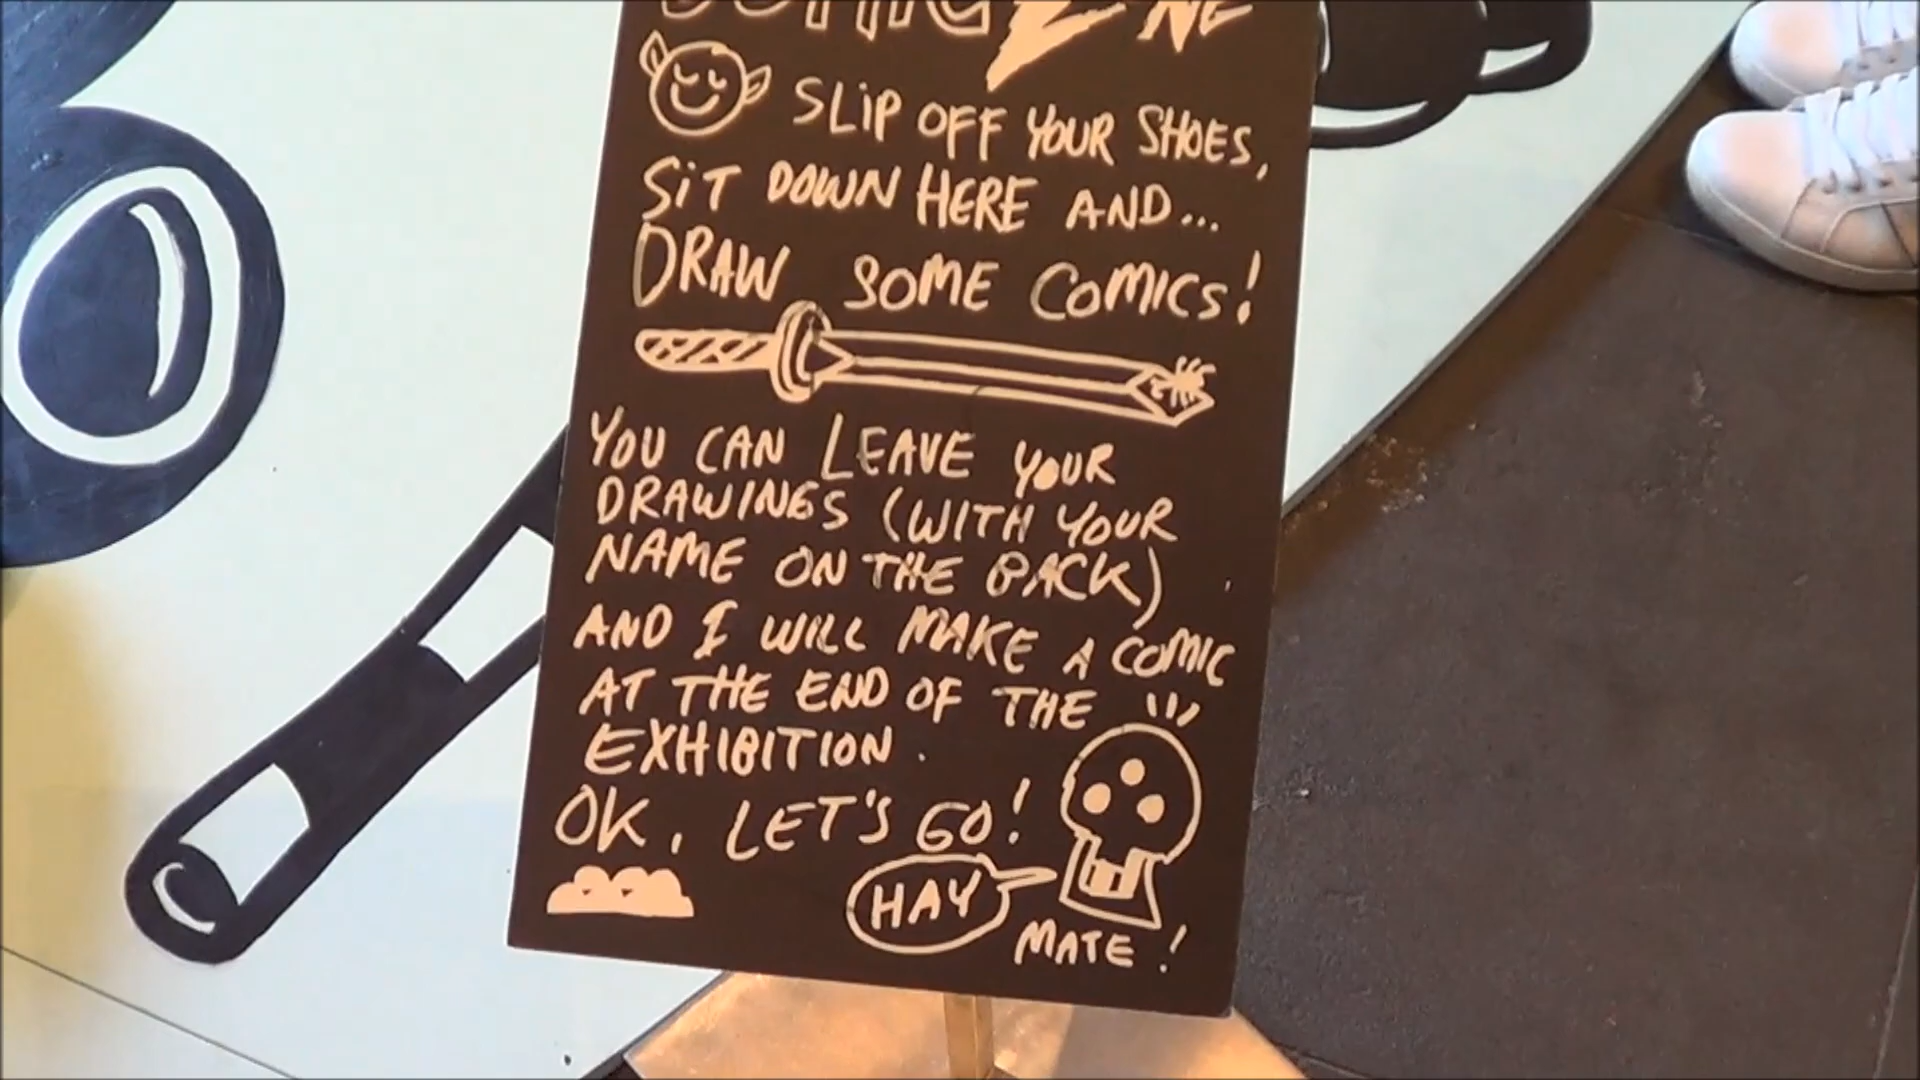 SLIP OFF YOUR SHOES,
SIT DOWN HERE AND...
DRAW SOME COMICS!
YOU CAN LEAVE YOUR
DRAWINGS (WITH YOUR
NAME ON THE BACK)
AND I WILL MAKE A COMIC
AT THE END OF THE
EXHIBITION.
OK, LET'S GO!
HAY
MATE!